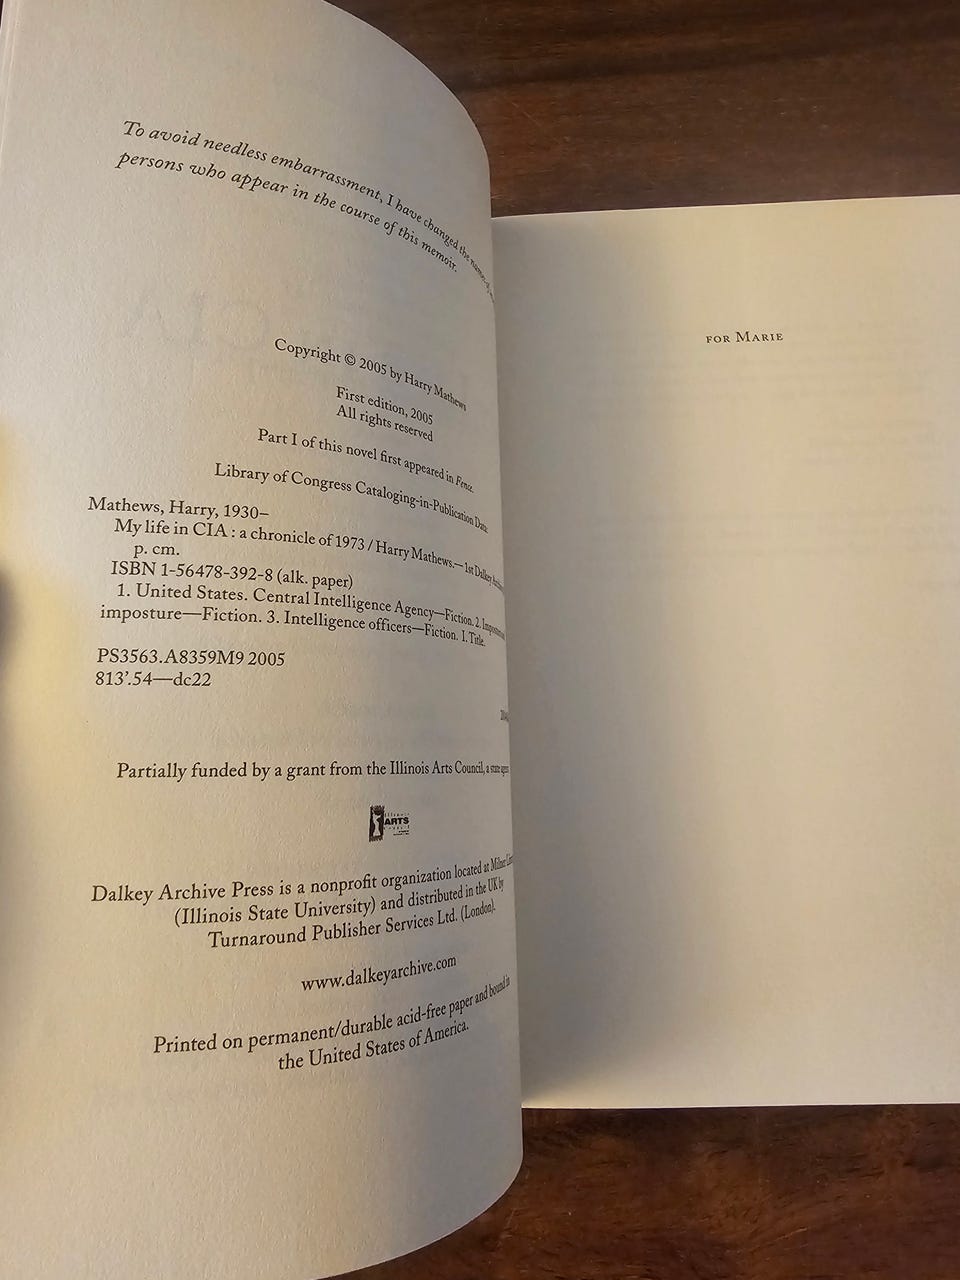 To avoid needless embarrassment, I have changed the names of
persons who appear in the course of this memoir.
Copyright © 2005 by Harry Mathews
First edition, 2005
All rights reserved
Part I of this novel first appeared in Fence.
Library of Congress Cataloging-in-Publication Data:
Mathews, Harry, 1930–
My life in CIA : a chronicle of 1973 / Harry Mathews.— 1st Dalkey
p. cm.
ISBN 1-56478-392-8 (alk. paper)
1. United States. Central Intelligence Agency—Fiction. 2.
imposture—Fiction. 3. Intelligence officers—Fiction. I. Title.
PS3563.A8359M9 2005
813'.54—dc22
Partially funded by a grant from the Illinois Arts Council, a state
ARTS
Dalkey Archive Press is a nonprofit organization located at Milner
(Illinois State University) and distributed in the UK by
Turnaround Publisher Services Ltd. (London).
www.dalkeyarchive.com
Printed on permanent/durable acid-free paper and bound in
the United States of America.
FOR MARIE